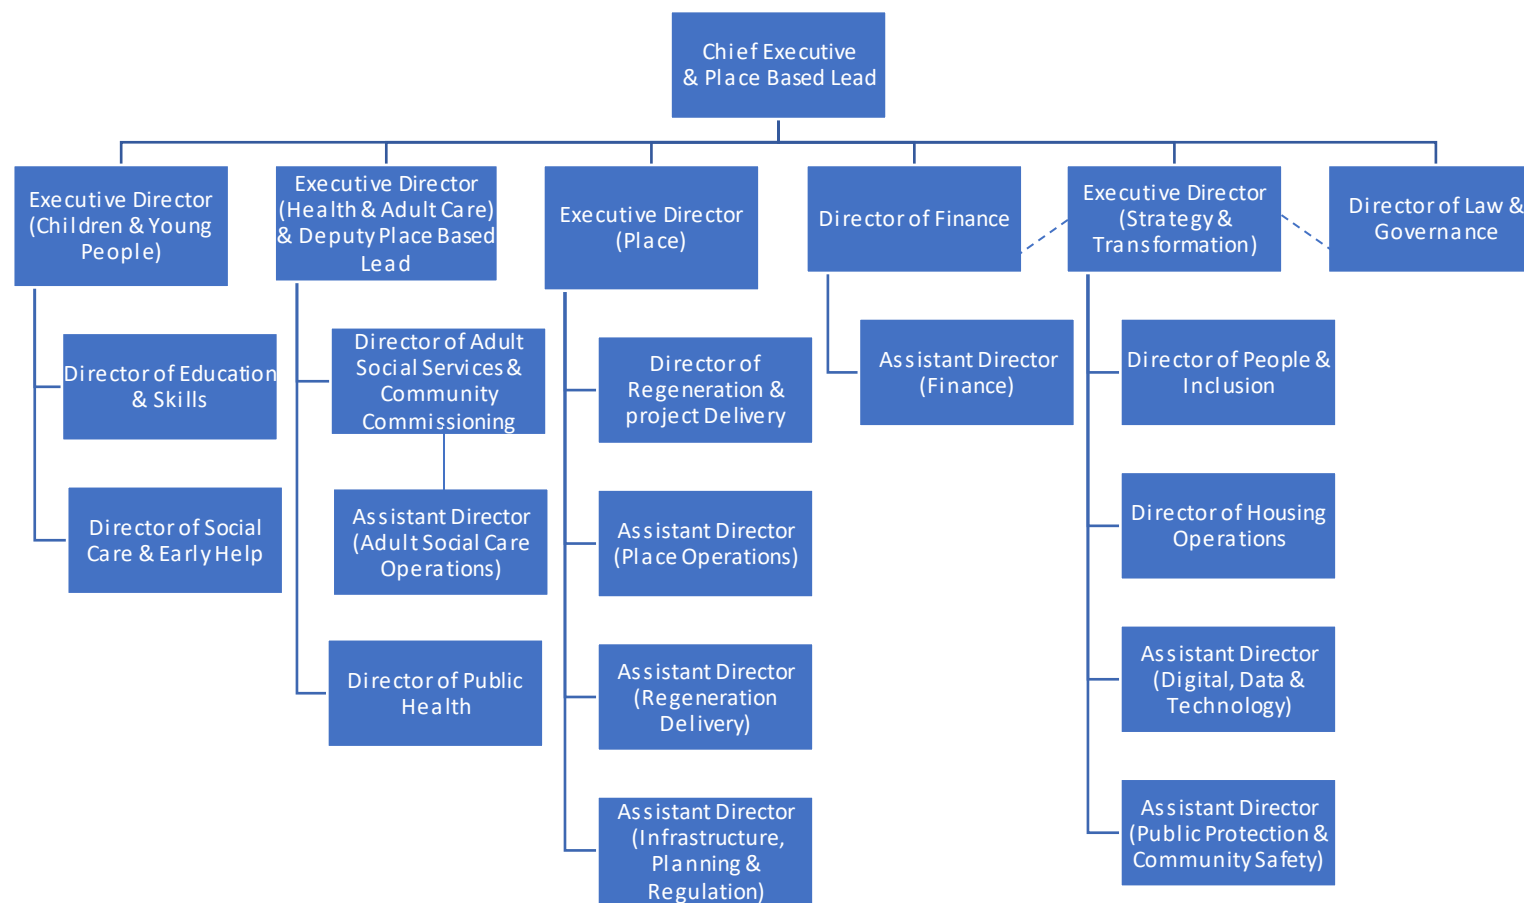 Chief Executive
& Place Based Lead
Executive Director
(Children & Young
People)
Executive Director
(Health & Adult Care)
& Deputy Place Based
Lead
Executive Director
(Place)
Director of Finance
Executive Director
(Strategy &
Transformation)
Director of Law &
Governance
Director of Education
& Skills
Director of Social
Care & Early Help
Director of Adult
Social Services &
Community
Commissioning
Assistant Director
(Adult Social Care
Operations)
Director of Public
Health
Director of
Regeneration &
project Delivery
Assistant Director
(Place Operations)
Assistant Director
(Regeneration
Delivery)
Assistant Director
(Infrastructure,
Planning &
Regulation)
Assistant Director
(Finance)
Director of People &
Inclusion
Director of Housing
Operations
Assistant Director
(Digital, Data &
Technology)
Assistant Director
(Public Protection &
Community Safety)